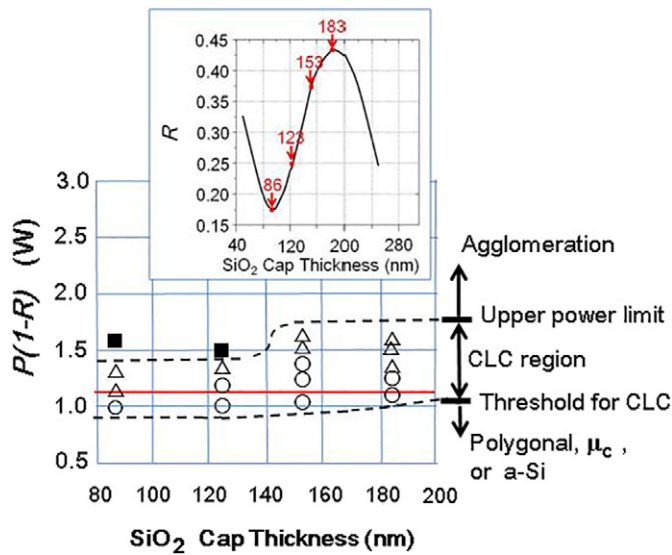 183
0.45
0.40
153
0.35
R
0.30
123
0.25
86
0.20
0.15
40 120 200 280
SiO2 Cap Thickness (nm)
3.0
2.5
2.0
1.5
1.0
0.5
P(1-R) (W)
80 100 120 140 160 180 200
SiO2 Cap Thickness (nm)
Agglomeration
Upper power limit
CLC region
Threshold for CLC
Polygonal, μc ,
or a-Si